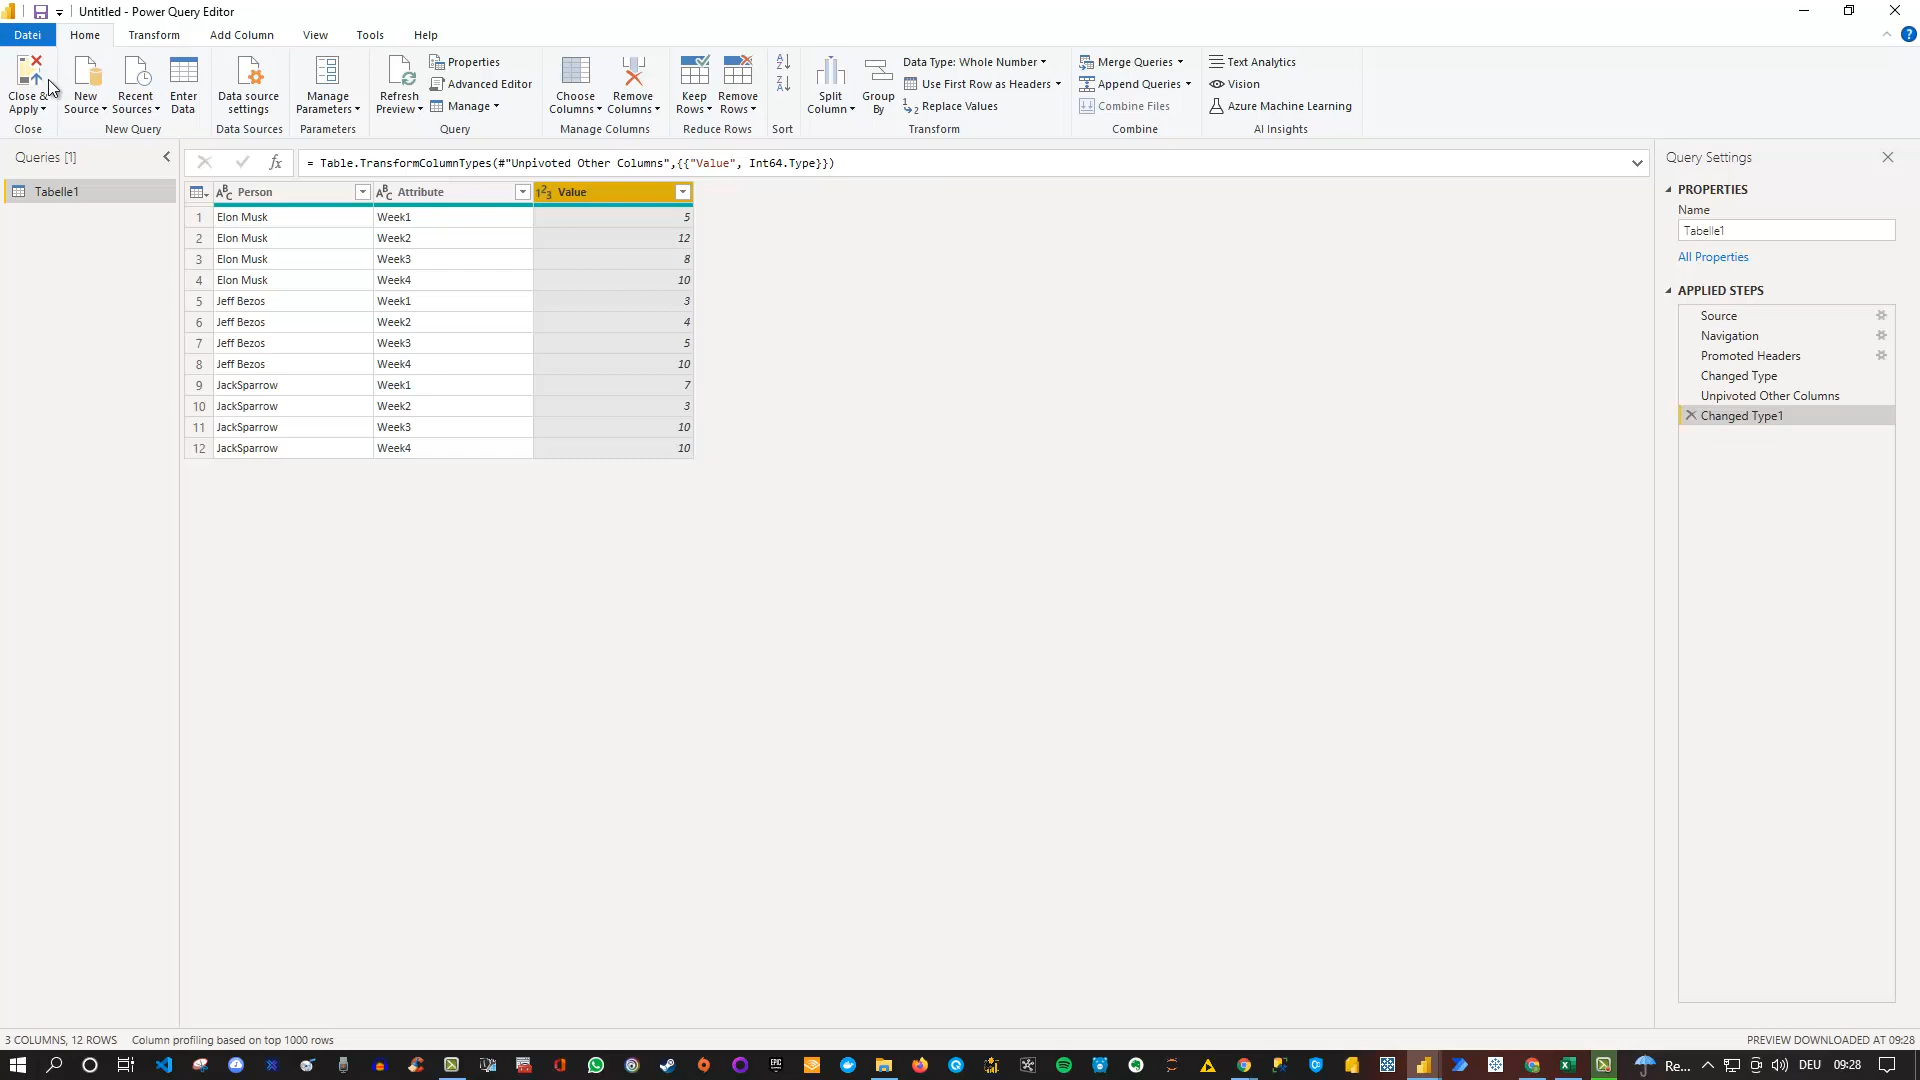 Untitled - Power Query Editor
Datei Home Transform Add Column View Tools Help
Close & Apply
Close
New Source
Recent Sources
Enter Data
New Query
Data source settings
Data Sources
Manage Parameters
Parameters
Refresh Preview
Properties
Advanced Editor
Manage
Query
Choose Columns
Remove Columns
Manage Columns
Keep Rows
Remove Rows
Reduce Rows
Sort
Split Column
Group By
Data Type: Whole Number
Use First Row as Headers
Replace Values
Transform
Merge Queries
Append Queries
Combine Files
Combine
Text Analytics
Vision
Azure Machine Learning
AI Insights
Queries [1]
Tabelle1
fx = Table.TransformColumnTypes(#"Unpivoted Other Columns",{{"Value", Int64.Type}})
Person Attribute Value
1 Elon Musk Week1 5
2 Elon Musk Week2 12
3 Elon Musk Week3 8
4 Elon Musk Week4 10
5 Jeff Bezos Week1 3
6 Jeff Bezos Week2 4
7 Jeff Bezos Week3 5
8 Jeff Bezos Week4 10
9 JackSparrow Week1 7
10 JackSparrow Week2 3
11 JackSparrow Week3 10
12 JackSparrow Week4 10
Query Settings
PROPERTIES
Name
Tabelle1
All Properties
APPLIED STEPS
Source
Navigation
Promoted Headers
Changed Type
Unpivoted Other Columns
Changed Type1
3 COLUMNS, 12 ROWS Column profiling based on top 1000 rows
PREVIEW DOWNLOADED AT 09:28
Re... DEU 09:28